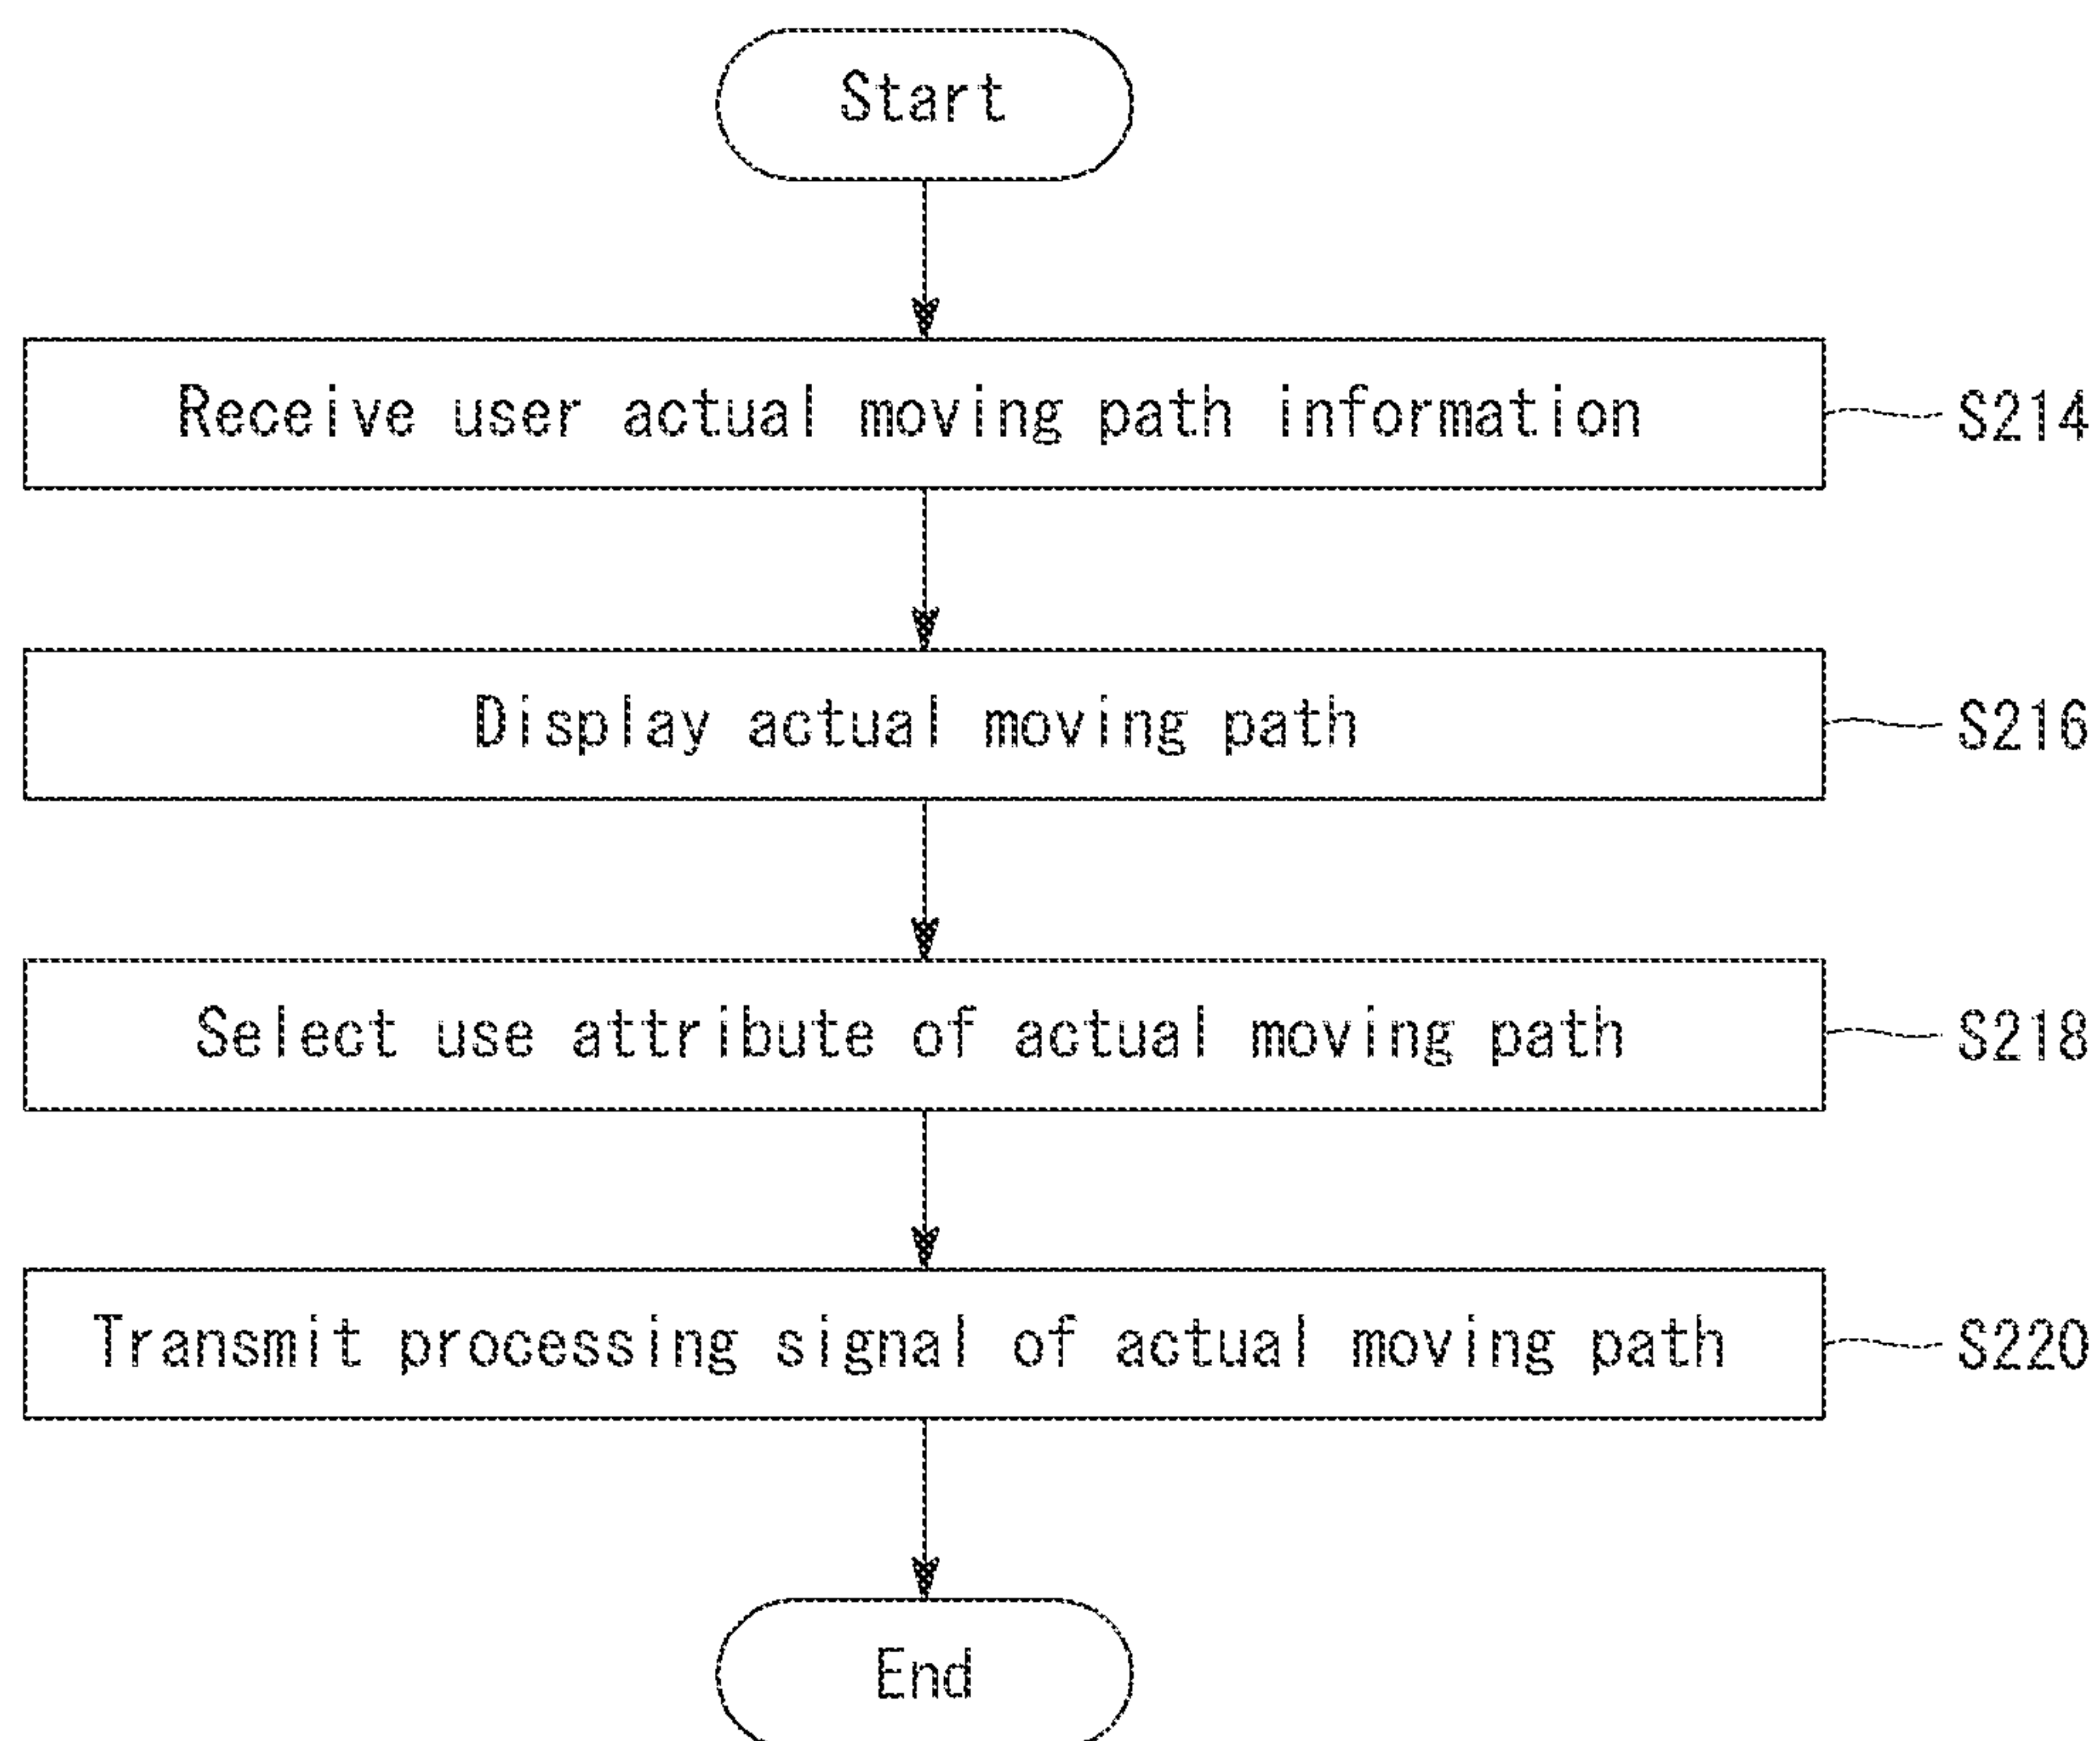 Start
Receive user actual moving path information
S214
Display actual moving path
S216
Select use attribute of actual moving path
S218
Transmit processing signal of actual moving path
S220
End